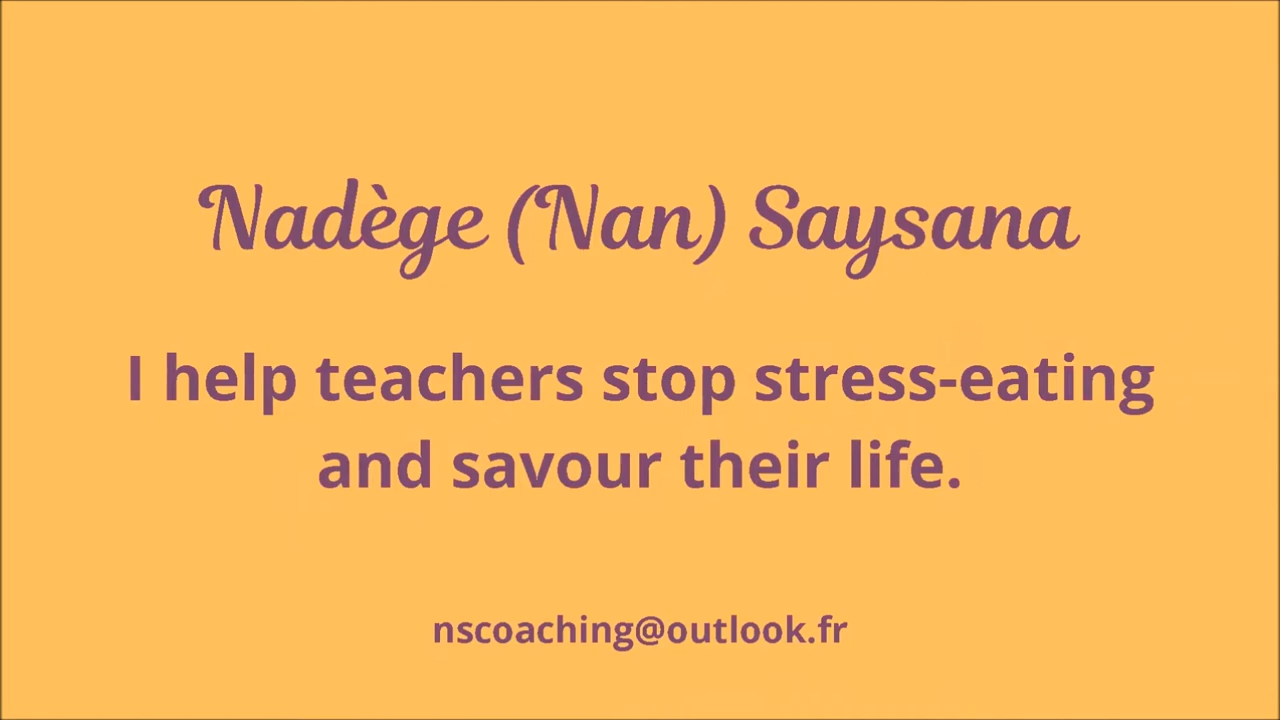 Nadège (Nan) Saysana
I help teachers stop stress-eating
and savour their life.
nscoaching@outlook.fr